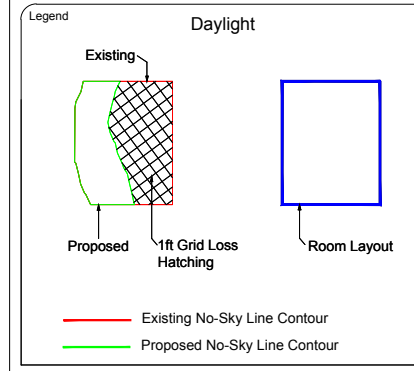 Legend
Daylight
Existing
Proposed
1ft Grid Loss
Hatching
Room Layout
Existing No-Sky Line Contour
Proposed No-Sky Line Contour